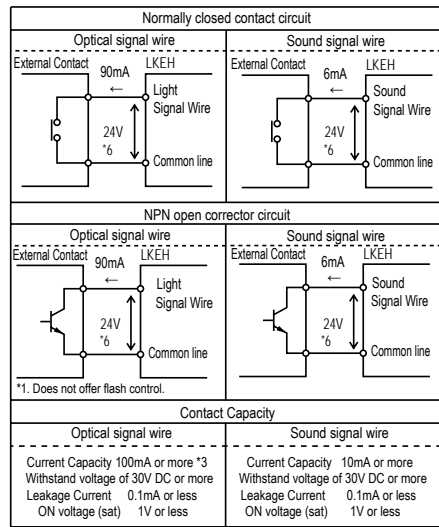 Normally closed contact circuit
Optical signal wire
Sound signal wire
External Contact
90mA
←
LKEH
Light
Signal Wire
24V
*6
Common line
External Contact
6mA
←
LKEH
Sound
Signal Wire
24V
*6
Common line
NPN open corrector circuit
Optical signal wire
Sound signal wire
External Contact
90mA
←
LKEH
Light
Signal Wire
24V
*6
Common line
*1. Does not offer flash control.
External Contact
6mA
←
LKEH
Sound
Signal Wire
24V
*6
Common line
Contact Capacity
Optical signal wire
Sound signal wire
Current Capacity 100mA or more *3
Withstand voltage of 30V DC or more
Leakage Current 0.1mA or less
ON voltage (sat) 1V or less
Current Capacity 10mA or more
Withstand voltage of 30V DC or more
Leakage Current 0.1mA or less
ON voltage (sat) 1V or less